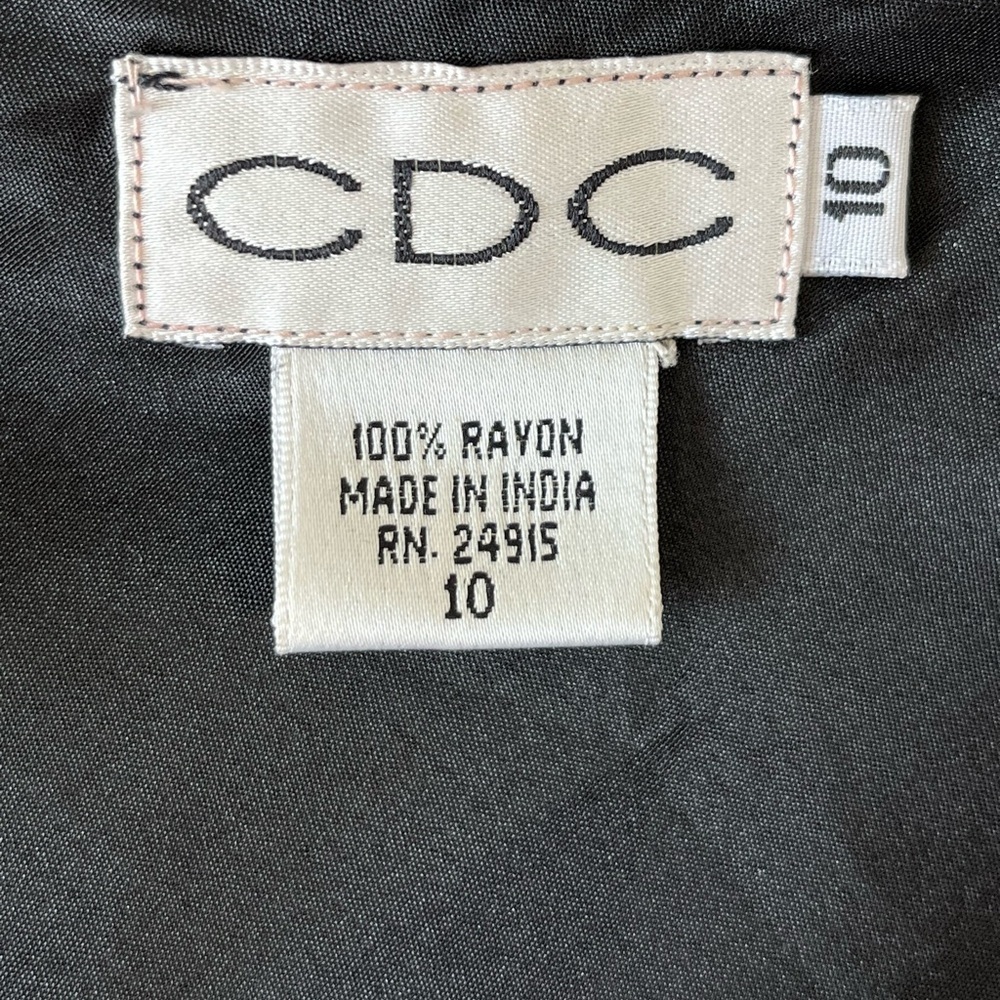 CDC
10
100% RAYON
MADE IN INDIA
RN. 24915
10